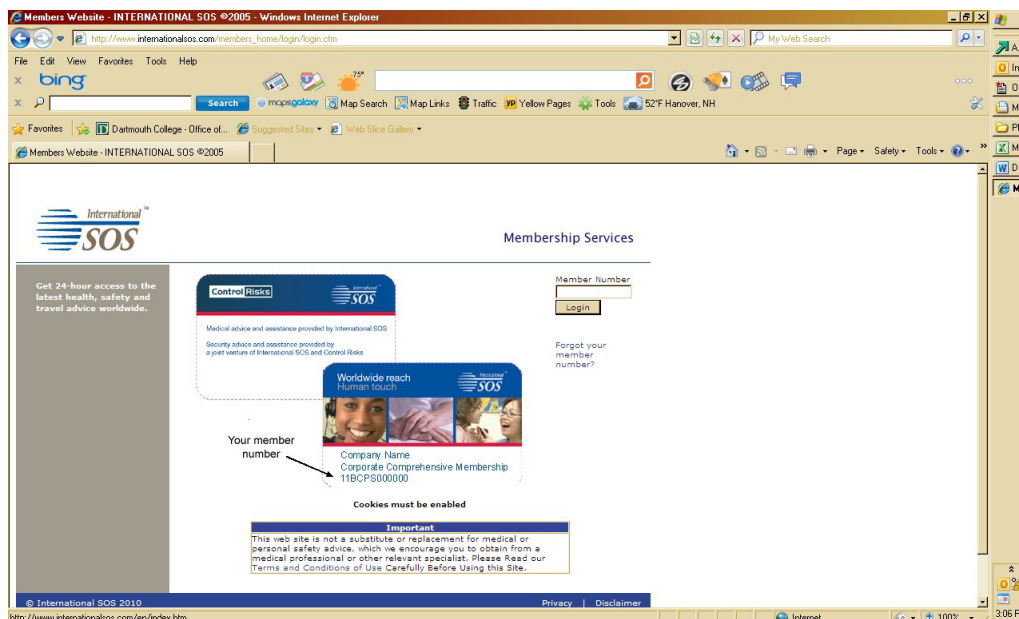 Members Website - INTERNATIONAL SOS ©2005 - Windows Internet Explorer
http://www.internationalsos.com/members_home/login/login.cfm
My Web Search
File Edit View Favorites Tools Help
x bing 75°
x Search mapsgalaxy Map Search Map Links Traffic YP Yellow Pages Tools 52°F Hanover, NH
Favorites Dartmouth College - Office of... Suggested Sites Web Slice Gallery
Members Website - INTERNATIONAL SOS ©2005
Page Safety Tools
International™
SOS
Membership Services
Get 24-hour access to the
latest health, safety and
travel advice worldwide.
Control Risks
International
SOS
Medical advice and assistance provided by International SOS
Security advice and assistance provided by
a joint venture of International SOS and Control Risks
Member Number
Login
Forgot your
member
number?
Worldwide reach
Human touch
SOS
Your member
number
Company Name
Corporate Comprehensive Membership
11BCPS000000
Cookies must be enabled
Important
This web site is not a substitute or replacement for medical or
personal safety advice, which we encourage you to obtain from a
medical professional or other relevant specialist. Please Read our
Terms and Conditions of Use Carefully Before Using this Site.
© International SOS 2010
Privacy | Disclaimer
http://www.internationalsos.com/en/index.htm
Internet
100%
3:06 P